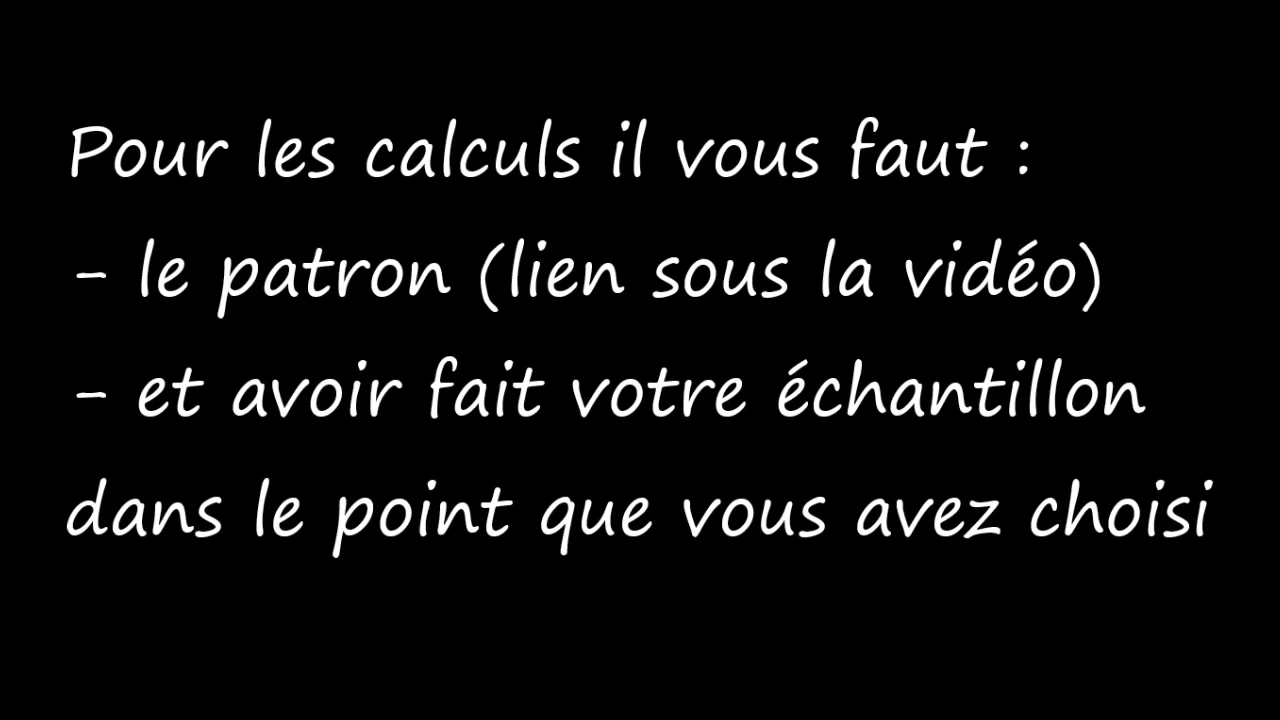 Pour les calculs il vous faut :
- le patron (lien sous la vidéo)
- et avoir fait votre échantillon
dans le point que vous avez choisi